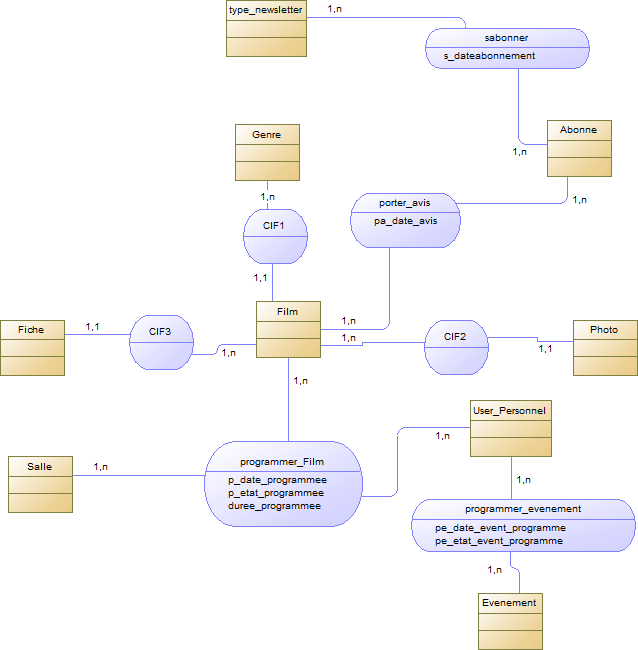 type_newsletter
1,n
sabonner
s_dateabonnement
1,n
Abonne
Genre
1,n
1,n
porter_avis
pa_date_avis
CIF1
1,1
Film
Fiche
1,1
CIF3
1,n
1,n
1,n
CIF2
1,1
Photo
1,n
User_Personnel
1,n
Salle
1,n
programmer_Film
p_date_programmee
p_etat_programmee
duree_programmee
1,n
programmer_evenement
pe_date_event_programme
pe_etat_event_programme
1,n
Evenement